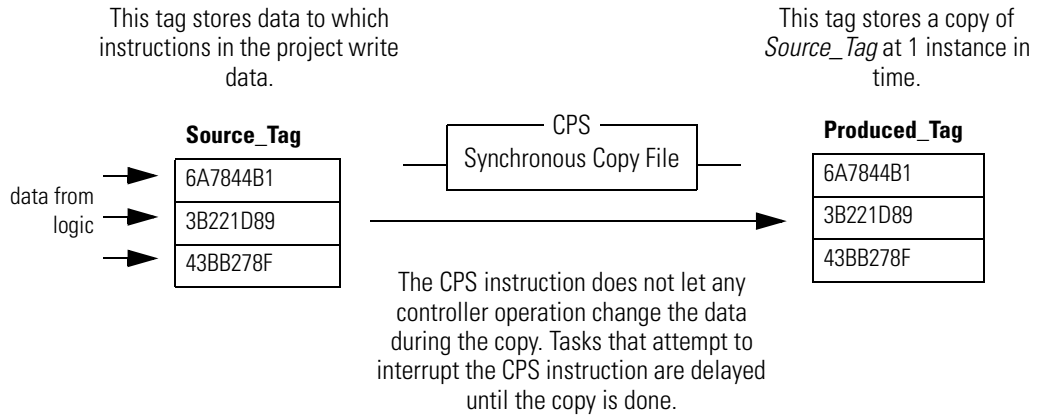 This tag stores data to which
instructions in the project write
data.
This tag stores a copy of
Source_Tag at 1 instance in
time.
Source_Tag
CPS
Synchronous Copy File
Produced_Tag
data from
logic
6A7844B1
3B221D89
43BB278F
6A7844B1
3B221D89
43BB278F
The CPS instruction does not let any
controller operation change the data
during the copy. Tasks that attempt to
interrupt the CPS instruction are delayed
until the copy is done.